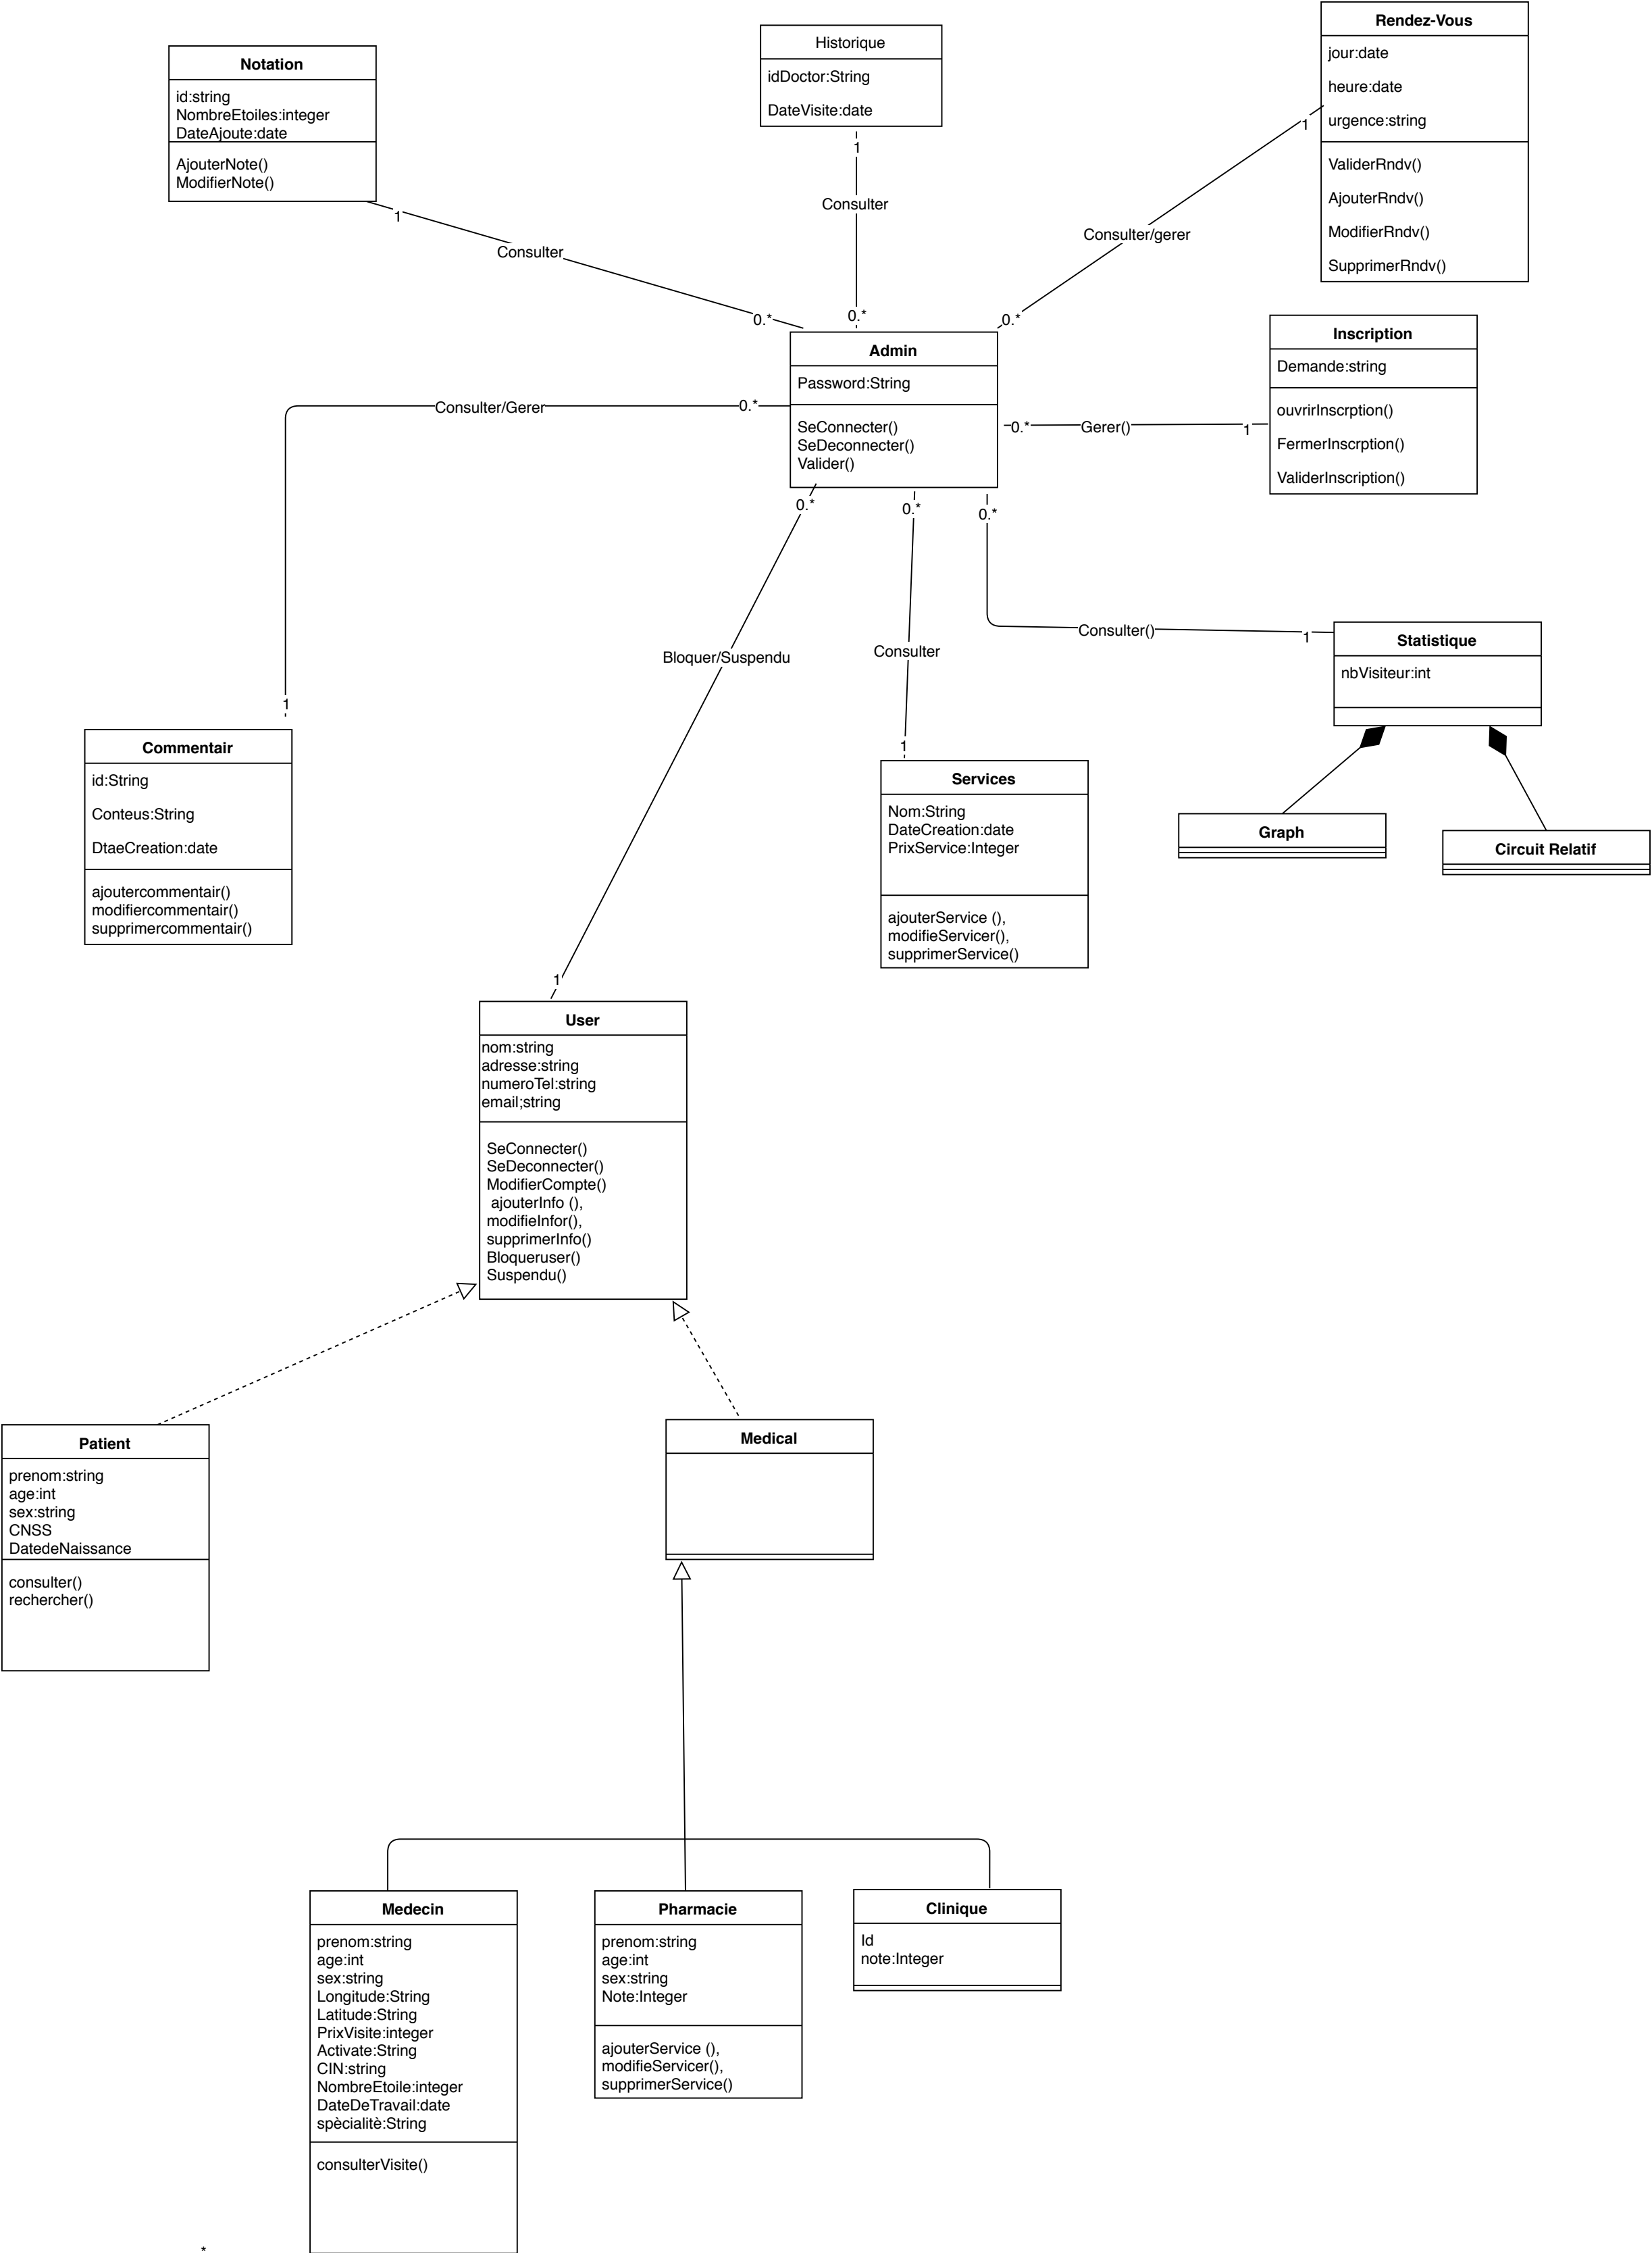 Rendez-Vous
jour:date
heure:date
urgence:string
ValiderRndv()
AjouterRndv()
ModifierRndv()
SupprimerRndv()
Historique
idDoctor:String
DateVisite:date
Notation
id:string
NombreEtoiles:integer
DateAjoute:date
AjouterNote()
ModifierNote()
1
Consulter
0.*
1
Consulter
0.*
1
Consulter/gerer
0.*
Admin
Password:String
SeConnecter()
SeDeconnecter()
Valider()
Inscription
Demande:string
ouvrirInscrption()
FermerInscrption()
ValiderInscription()
0.*
Gerer()
1
Consulter/Gerer
0.*
1
0.*
Bloquer/Suspendu
1
0.*
Consulter
1
0.*
Consulter()
1
Statistique
nbVisiteur:int
Graph
Circuit Relatif
Commentair
id:String
Conteus:String
DtaeCreation:date
ajoutercommentair()
modifiercommentair()
supprimercommentair()
Services
Nom:String
DateCreation:date
PrixService:Integer
ajouterService (),
modifieServicer(),
supprimerService()
User
nom:string
adresse:string
numeroTel:string
email;string
SeConnecter()
SeDeconnecter()
ModifierCompte()
ajouterInfo (),
modifieInfor(),
supprimerInfo()
Bloqueruser()
Suspendu()
Patient
prenom:string
age:int
sex:string
CNSS
DatedeNaissance
consulter()
rechercher()
Medical
Medecin
prenom:string
age:int
sex:string
Longitude:String
Latitude:String
PrixVisite:integer
Activate:String
CIN:string
NombreEtoile:integer
DateDeTravail:date
spècialitè:String
consulterVisite()
Pharmacie
prenom:string
age:int
sex:string
Note:Integer
ajouterService (),
modifieServicer(),
supprimerService()
Clinique
Id
note:Integer
*